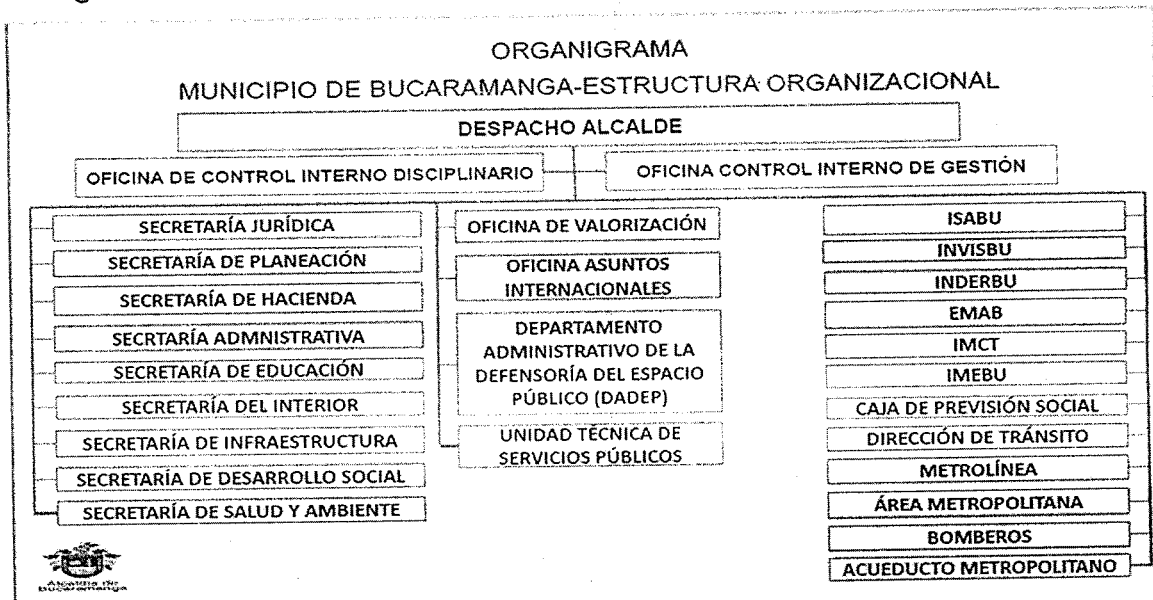 ORGANIGRAMA
MUNICIPIO DE BUCARAMANGA-ESTRUCTURA ORGANIZACIONAL
DESPACHO ALCALDE
OFICINA DE CONTROL INTERNO DISCIPLINARIO
OFICINA CONTROL INTERNO DE GESTIÓN
SECRETARÍA JURÍDICA
SECRETARÍA DE PLANEACIÓN
SECRETARÍA DE HACIENDA
SECRTARÍA ADMNISTRATIVA
SECRETARÍA DE EDUCACIÓN
SECRETARÍA DEL INTERIOR
SECRETARÍA DE INFRAESTRUCTURA
SECRETARÍA DE DESARROLLO SOCIAL
SECRETARÍA DE SALUD Y AMBIENTE
OFICINA DE VALORIZACIÓN
OFICINA ASUNTOS
INTERNACIONALES
DEPARTAMENTO
ADMINISTRATIVO DE LA
DEFENSORÍA DEL ESPACIO
PÚBLICO (DADEP)
UNIDAD TÉCNICA DE
SERVICIOS PÚBLICOS
ISABU
INVISBU
INDERBU
EMAB
IMCT
IMEBU
CAJA DE PREVISIÓN SOCIAL
DIRECCIÓN DE TRÁNSITO
METROLÍNEA
ÁREA METROPOLITANA
BOMBEROS
ACUEDUCTO METROPOLITANO
Alcaldía de
Bucaramanga